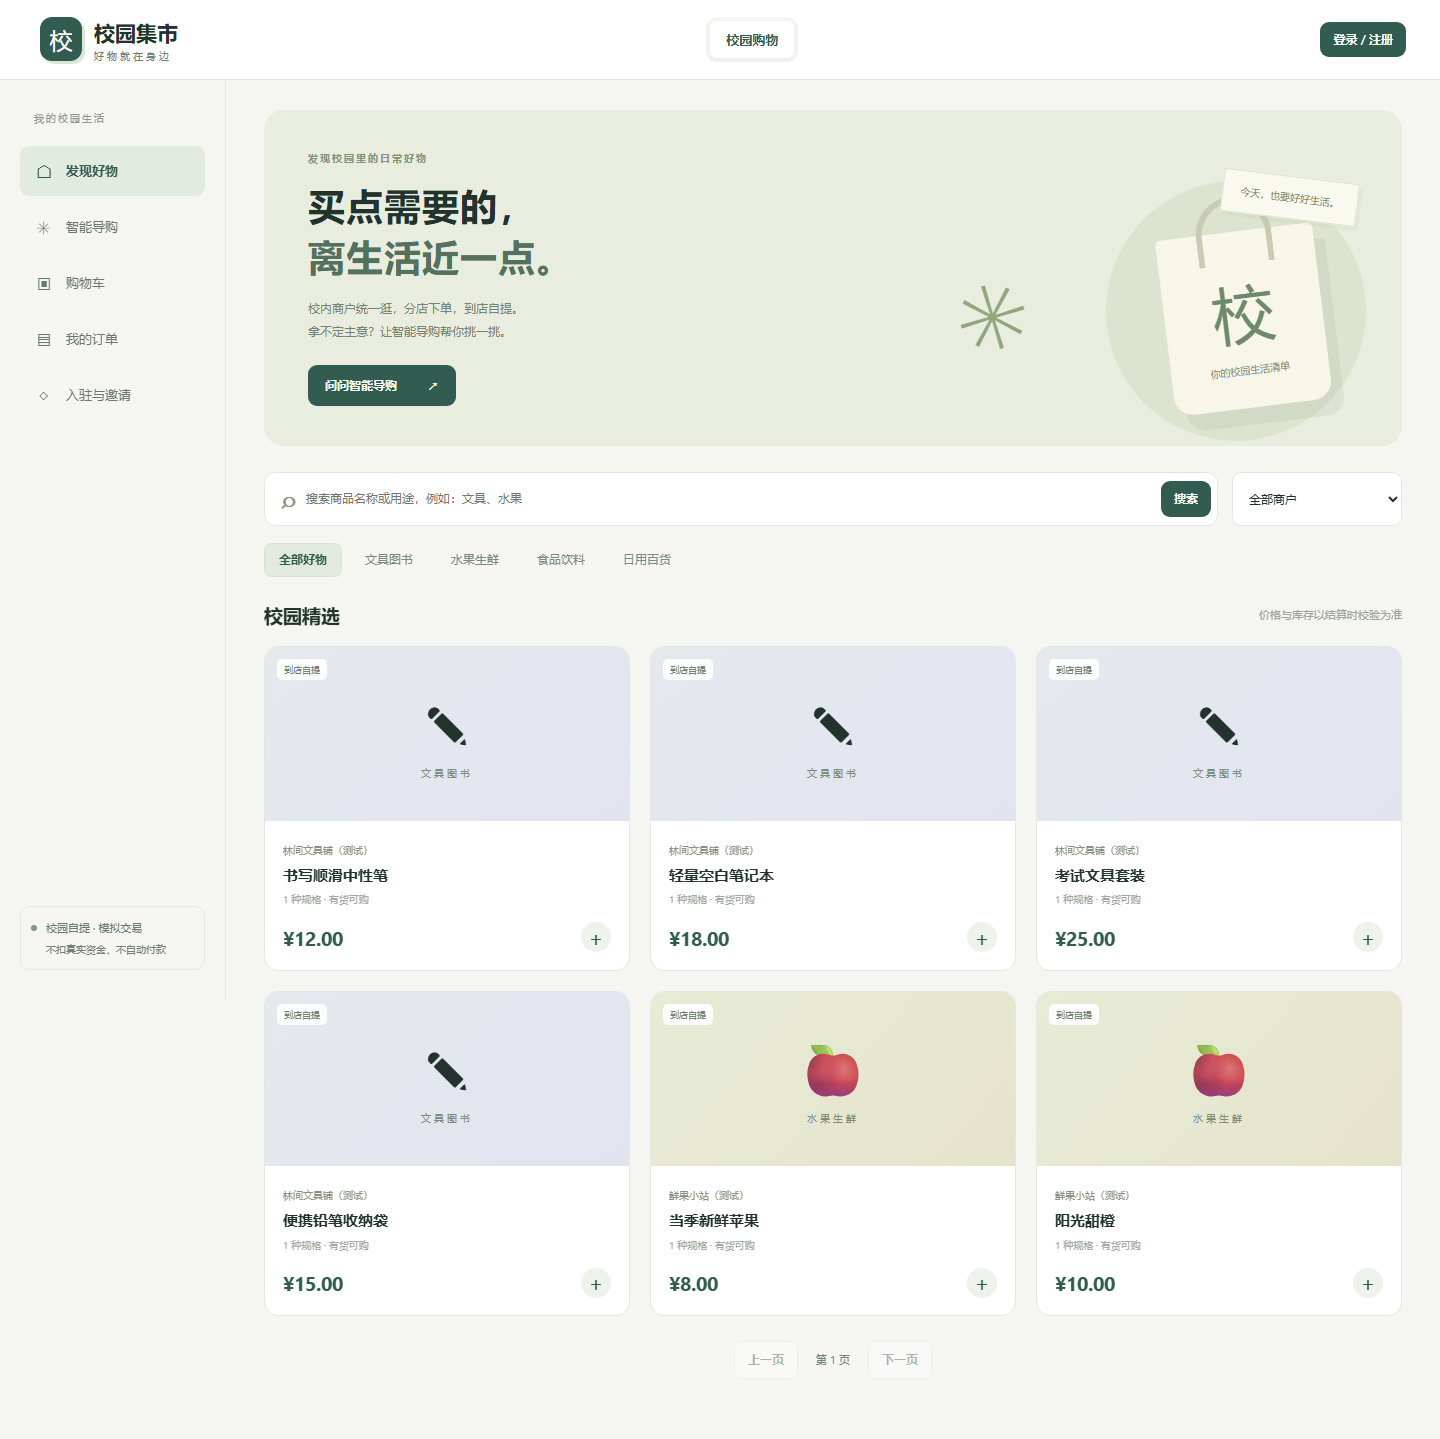 校
校园集市
好物就在身边
校园购物
登录 / 注册
我的校园生活
发现好物
智能导购
购物车
我的订单
入驻与邀请
校园自提 · 模拟交易
不扣真实资金，不自动付款
发现校园里的日常好物
买点需要的，
离生活近一点。
校内商户统一逛，分店下单，到店自提。
拿不定主意？让智能导购帮你挑一挑。
问问智能导购 ↗
今天，也要好好生活。
校
你的校园生活清单
搜索商品名称或用途，例如：文具、水果
搜索
全部商户
全部好物
文具图书
水果生鲜
食品饮料
日用百货
校园精选
价格与库存以结算时校验为准
到店自提
文具图书
林间文具铺（测试）
书写顺滑中性笔
1 种规格 · 有货可购
¥12.00
+
到店自提
文具图书
林间文具铺（测试）
轻量空白笔记本
1 种规格 · 有货可购
¥18.00
+
到店自提
文具图书
林间文具铺（测试）
考试文具套装
1 种规格 · 有货可购
¥25.00
+
到店自提
文具图书
林间文具铺（测试）
便携铅笔收纳袋
1 种规格 · 有货可购
¥15.00
+
到店自提
水果生鲜
鲜果小站（测试）
当季新鲜苹果
1 种规格 · 有货可购
¥8.00
+
到店自提
水果生鲜
鲜果小站（测试）
阳光甜橙
1 种规格 · 有货可购
¥10.00
+
上一页
第 1 页
下一页